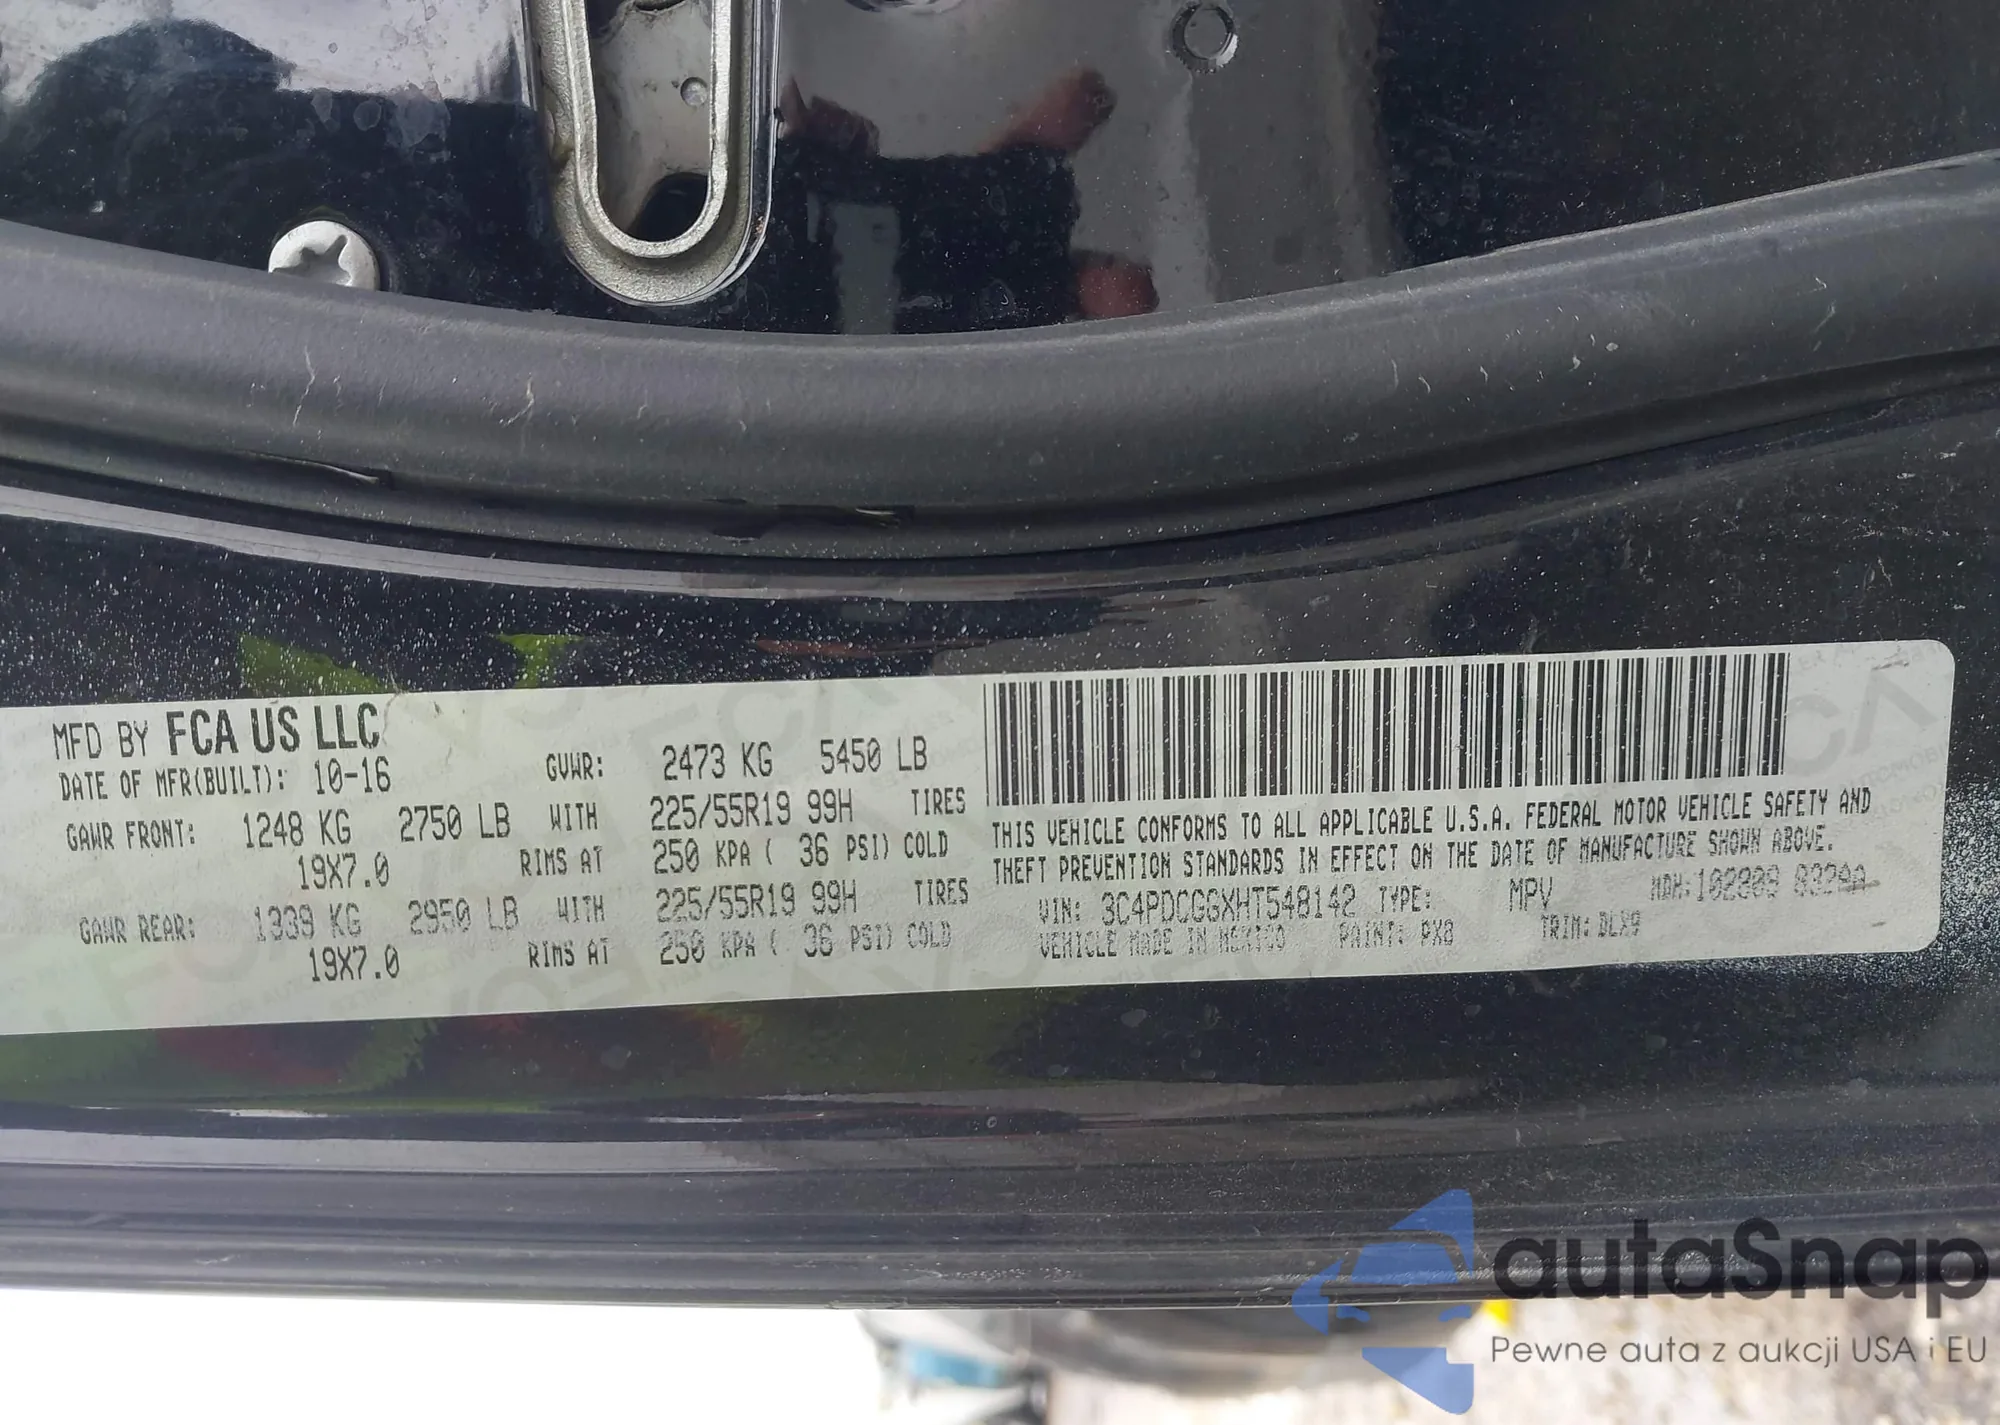 MFD BY FCA US LLC
DATE OF MFR(BUILT): 10-16 GVWR: 2473 KG 5450 LB
GAWR FRONT: 1248 KG 2750 LB WITH 225/55R19 99H TIRES
19X7.0 RIMS AT 250 KPA ( 36 PSI) COLD
GAWR REAR: 1339 KG 2950 LB WITH 225/55R19 99H TIRES
19X7.0 RIMS AT 250 KPA ( 36 PSI) COLD
THIS VEHICLE CONFORMS TO ALL APPLICABLE U.S.A. FEDERAL MOTOR VEHICLE SAFETY AND
THEFT PREVENTION STANDARDS IN EFFECT ON THE DATE OF MANUFACTURE SHOWN ABOVE.
VIN: 3C4PDCGGXHT548142 TYPE: MPV MDH:
VEHICLE MADE IN MEXICO PAINT: PX8 TRIM: DLX9
autaSnap
Pewne auta z aukcji USA i EU